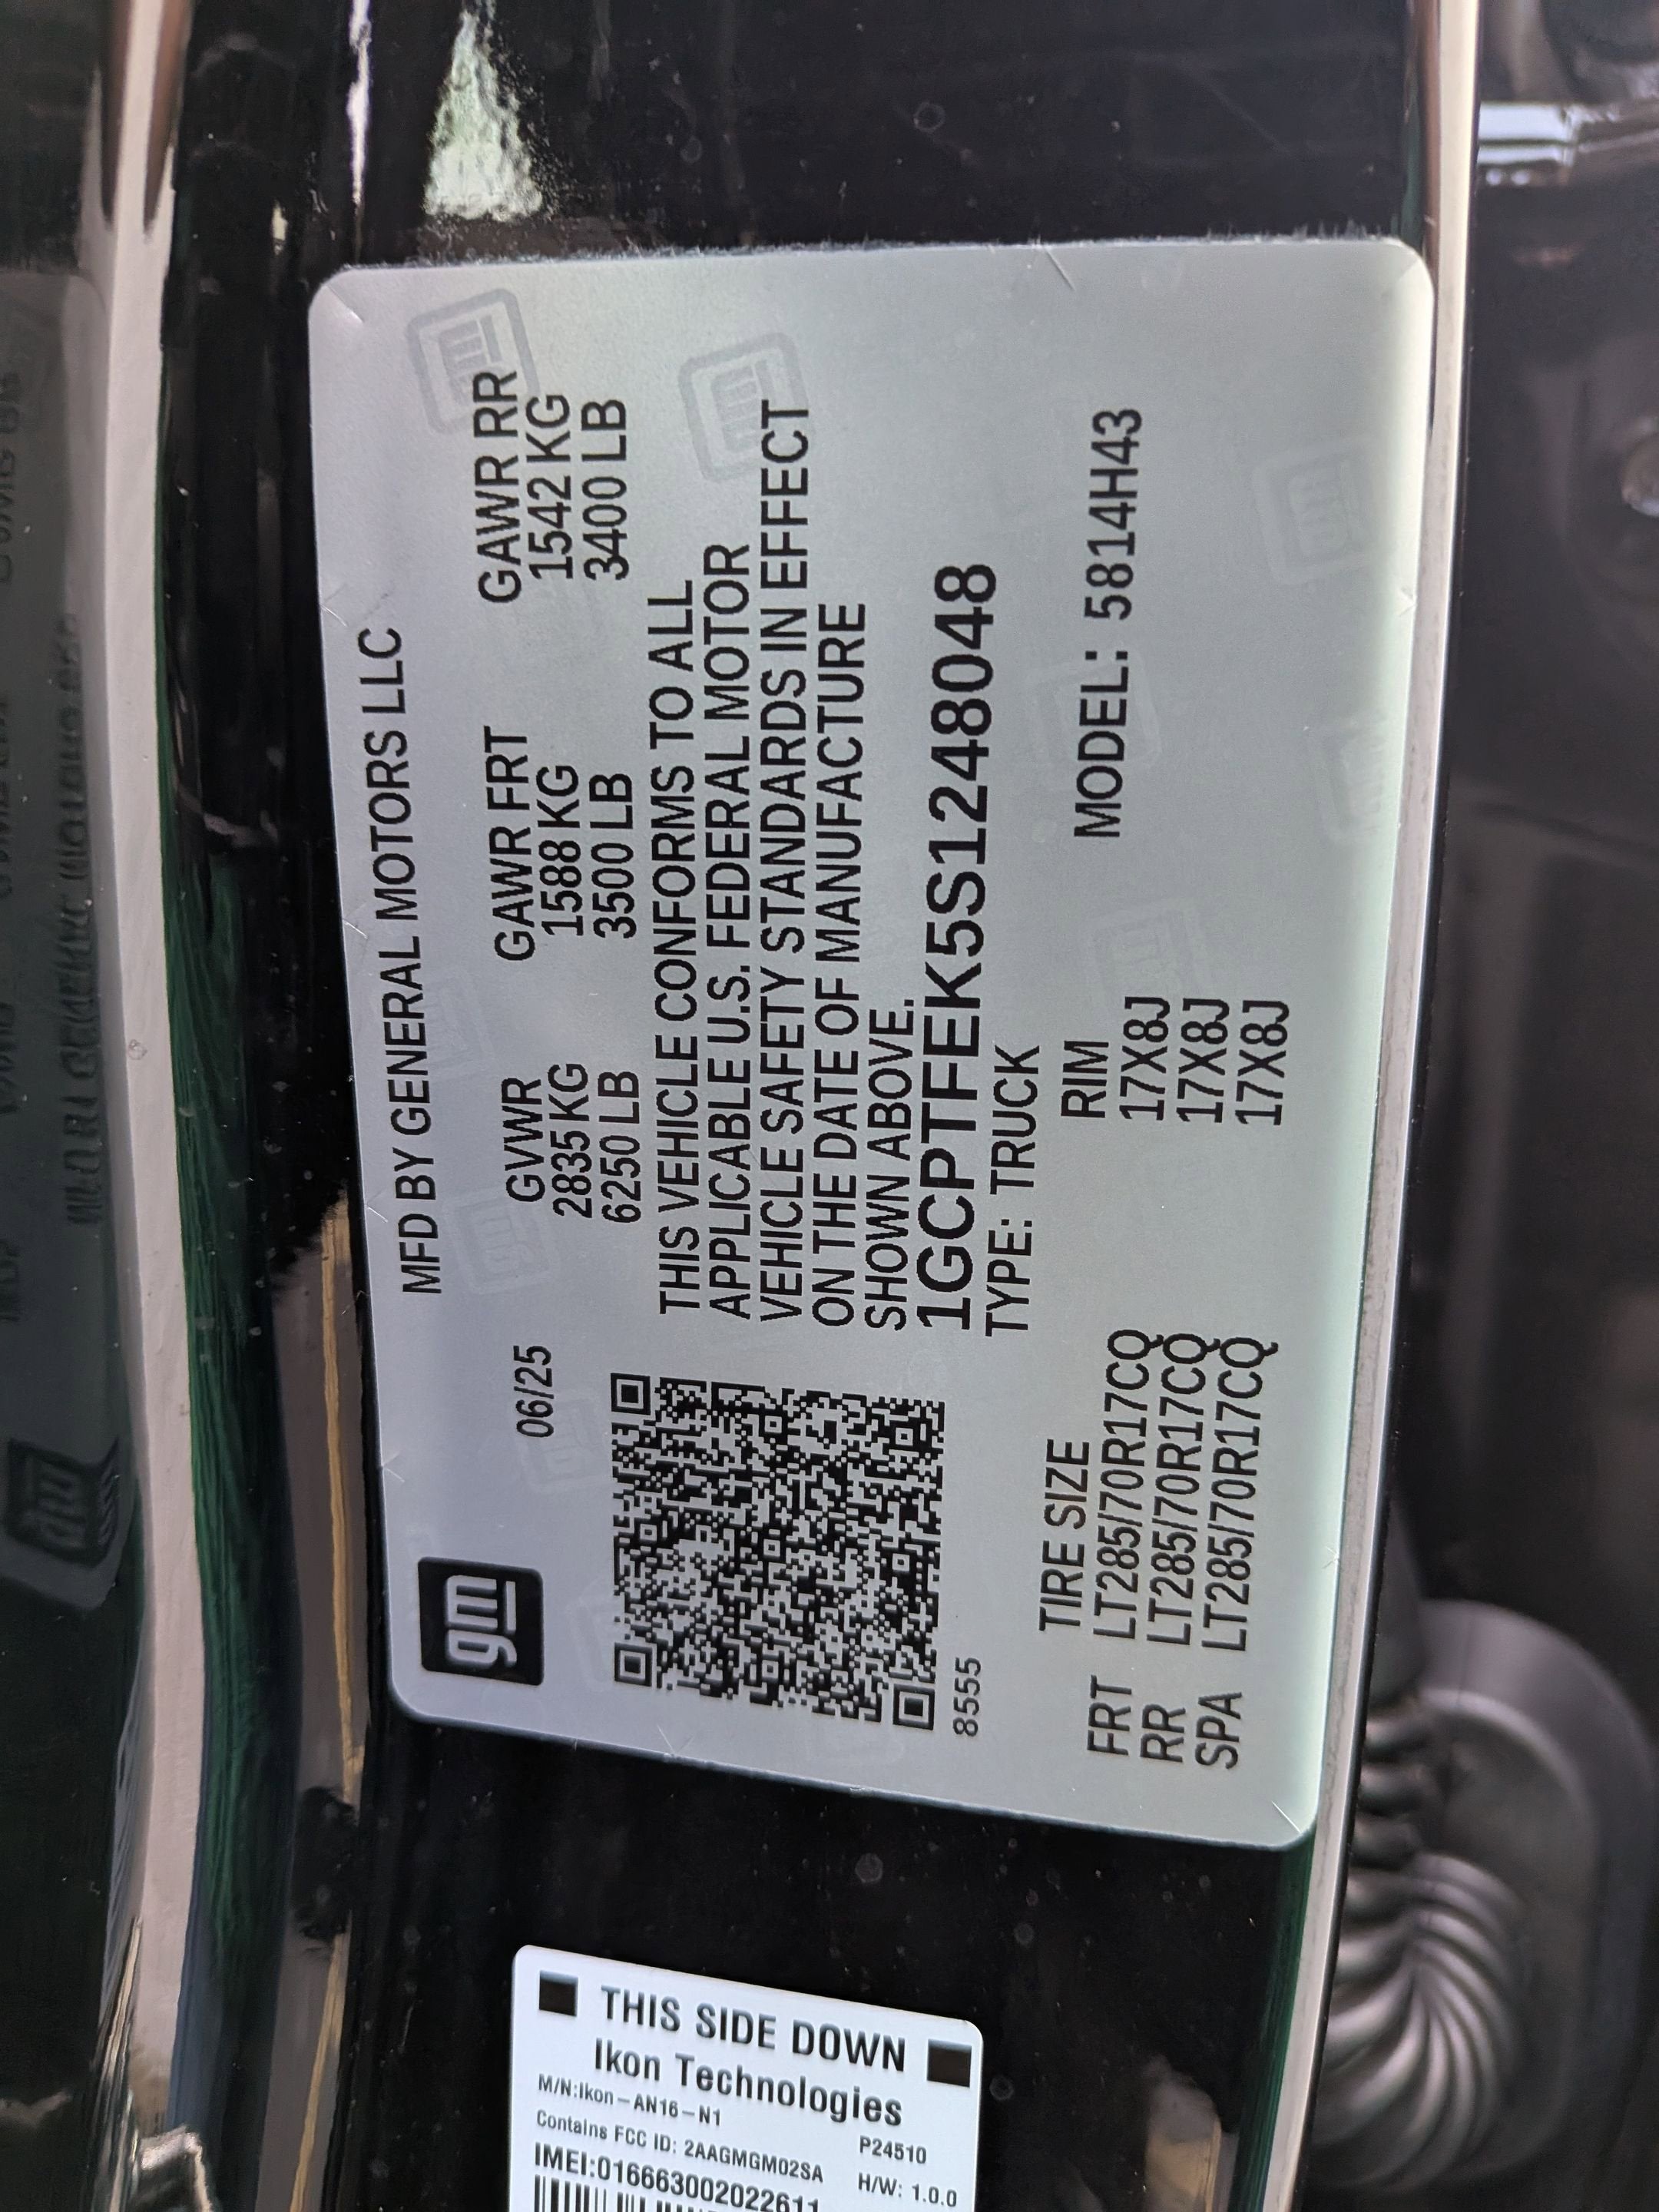 gm
MFD BY GENERAL MOTORS LLC
06/25
GVWR GAWR FRT GAWR RR
2835 KG 1588 KG 1542 KG
6250 LB 3500 LB 3400 LB
THIS VEHICLE CONFORMS TO ALL
APPLICABLE U.S. FEDERAL MOTOR
VEHICLE SAFETY STANDARDS IN EFFECT
ON THE DATE OF MANUFACTURE
SHOWN ABOVE.
1GCPTFEK5S1248048
8555 TYPE: TRUCK
TIRE SIZE RIM MODEL: 5814H43
FRT LT285/70R17CQ 17X8J
RR LT285/70R17CQ 17X8J
SPA LT285/70R17CQ 17X8J
THIS SIDE DOWN
Ikon Technologies
M/N:Ikon-AN16-N1 P24510
Contains FCC ID: 2AAGMGM02SA H/W: 1.0.0
IMEI:016663002022611